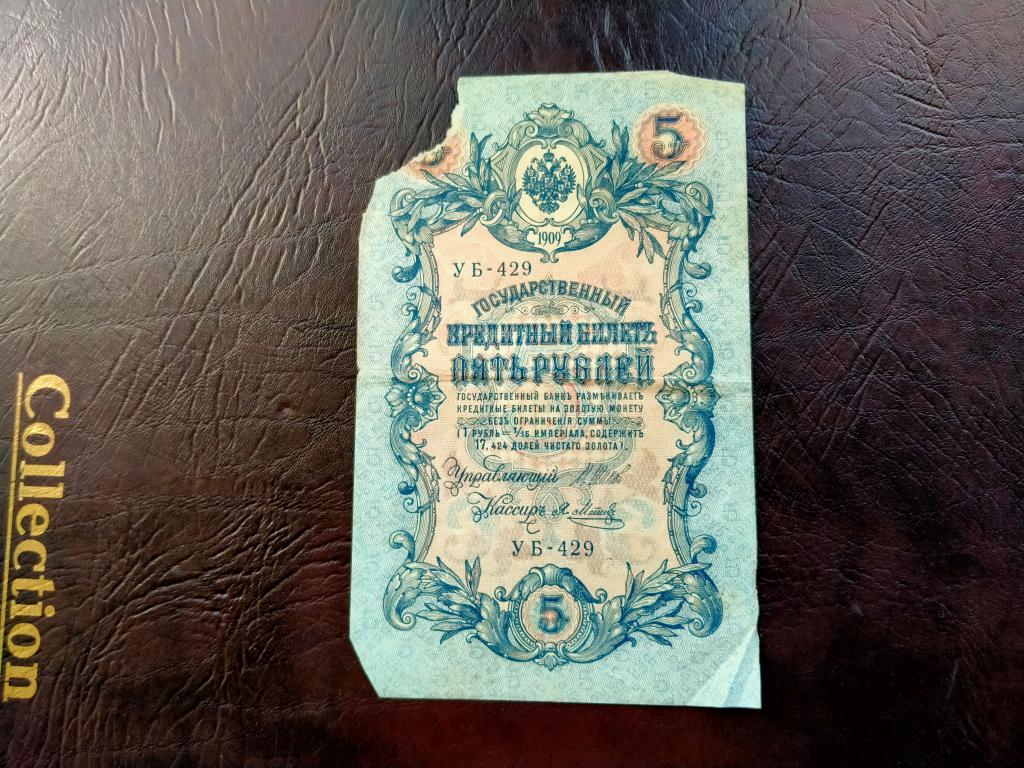 5
1909
УБ-429
ГОСУДАРСТВЕННЫЙ
КРЕДИТНЫЙ БИЛЕТЪ
ПЯТЬ РУБЛЕЙ
ГОСУДАРСТВЕННЫЙ БАНКЪ РАЗМѢНИВАЕТЪ
КРЕДИТНЫЕ БИЛЕТЫ НА ЗОЛОТУЮ МОНЕТУ
БЕЗЪ ОГРАНИЧЕНІЯ СУММЫ
(1 РУБЛЬ = 1/15 ИМПЕРІАЛА, СОДЕРЖИТЪ
17,424 ДОЛЕЙ ЧИСТАГО ЗОЛОТА).
Управляющій
Кассиръ
УБ-429
5
Collection